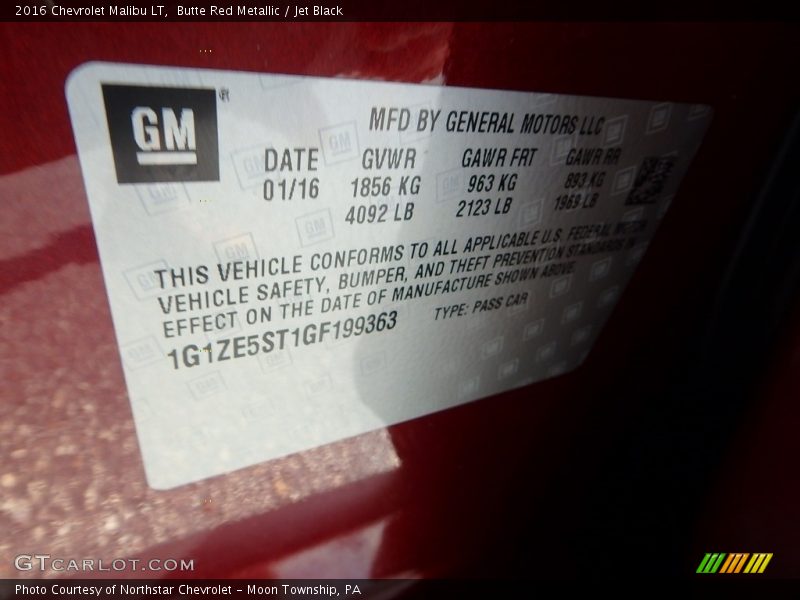 2016 Chevrolet Malibu LT, Butte Red Metallic / Jet Black
GM®
MFD BY GENERAL MOTORS LLC
DATE GVWR GAWR FRT GAWR RR
01/16 1856 KG 963 KG 893 KG
4092 LB 2123 LB 1969 LB
THIS VEHICLE CONFORMS TO ALL APPLICABLE U.S. FEDERAL MOTOR
VEHICLE SAFETY, BUMPER, AND THEFT PREVENTION STANDARDS IN
EFFECT ON THE DATE OF MANUFACTURE SHOWN ABOVE.
1G1ZE5ST1GF199363 TYPE: PASS CAR
GTCARLOT.COM
Photo Courtesy of Northstar Chevrolet - Moon Township, PA